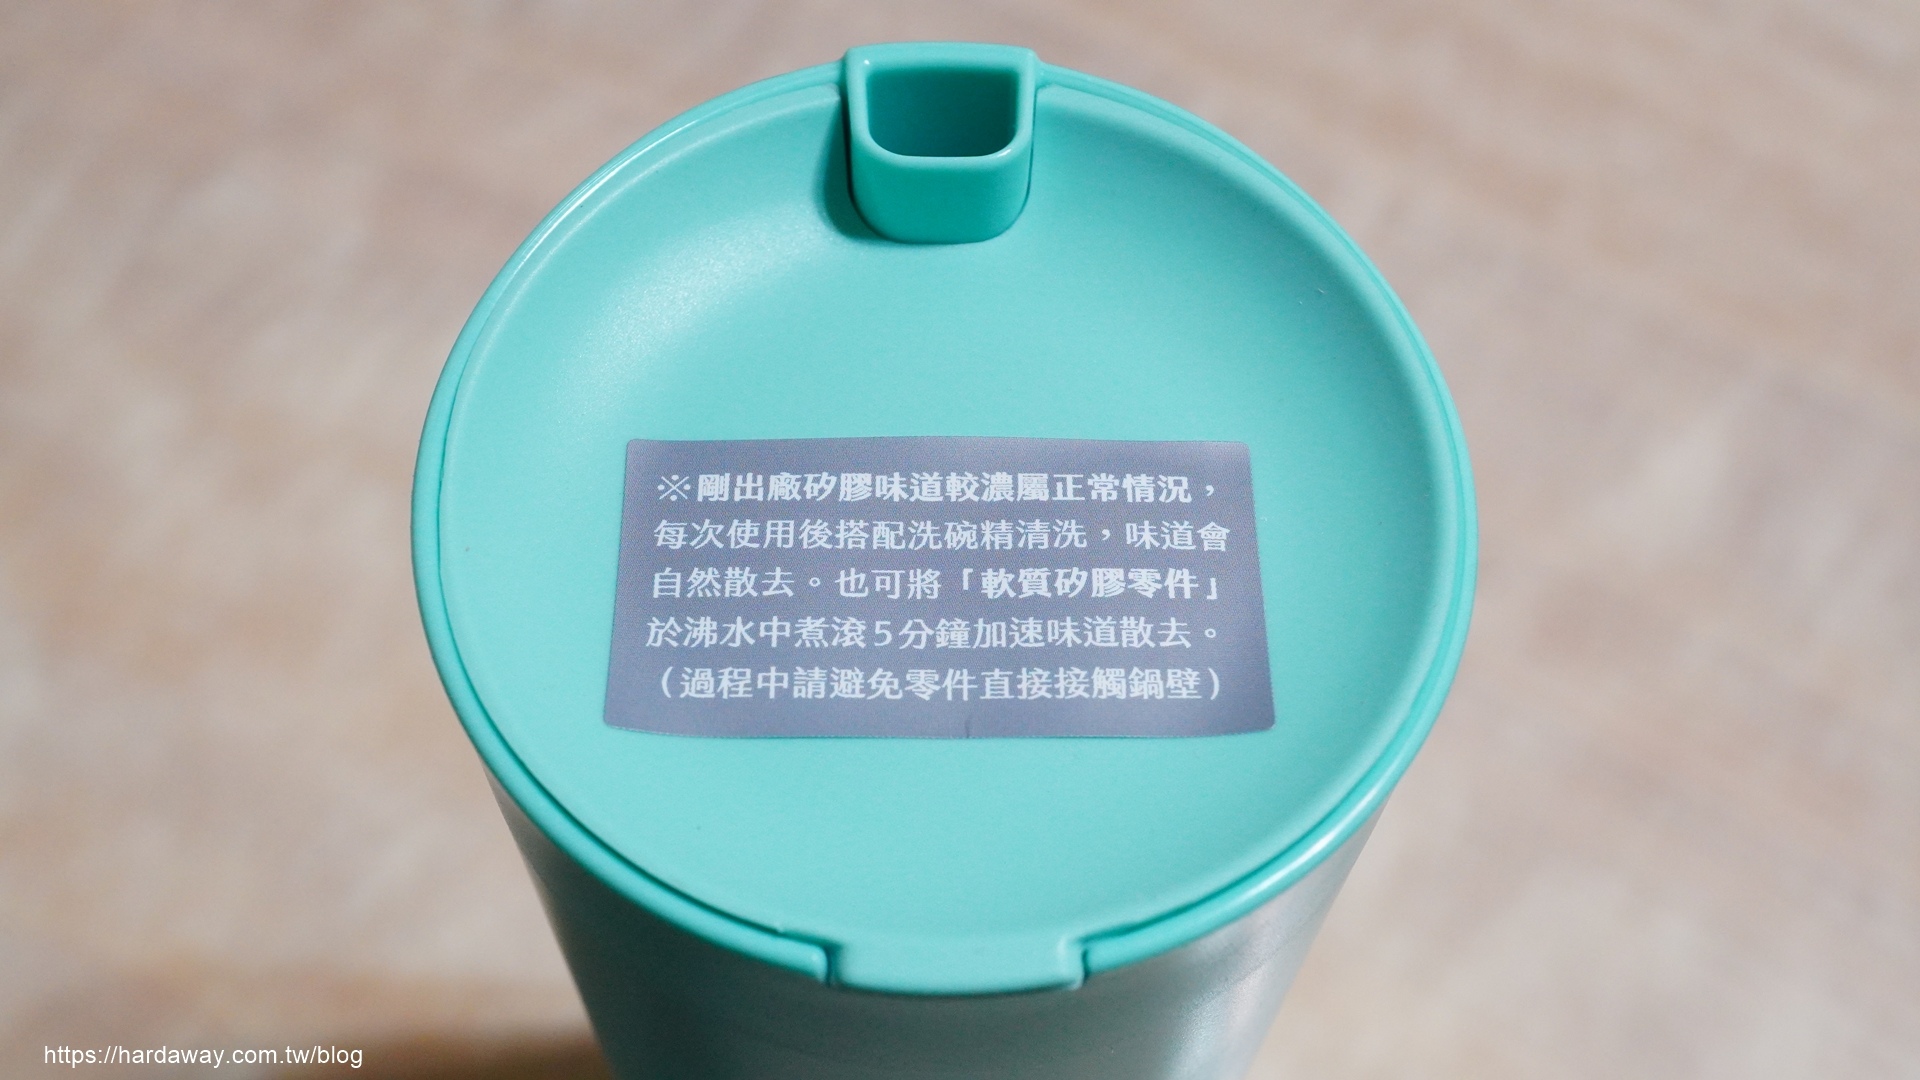 ※剛出廠矽膠味道較濃屬正常情況，
每次使用後搭配洗碗精清洗，味道會
自然散去。也可將「軟質矽膠零件」
於沸水中煮滾5分鐘加速味道散去。
（過程中請避免零件直接接觸鍋壁）
https://hardaway.com.tw/blog